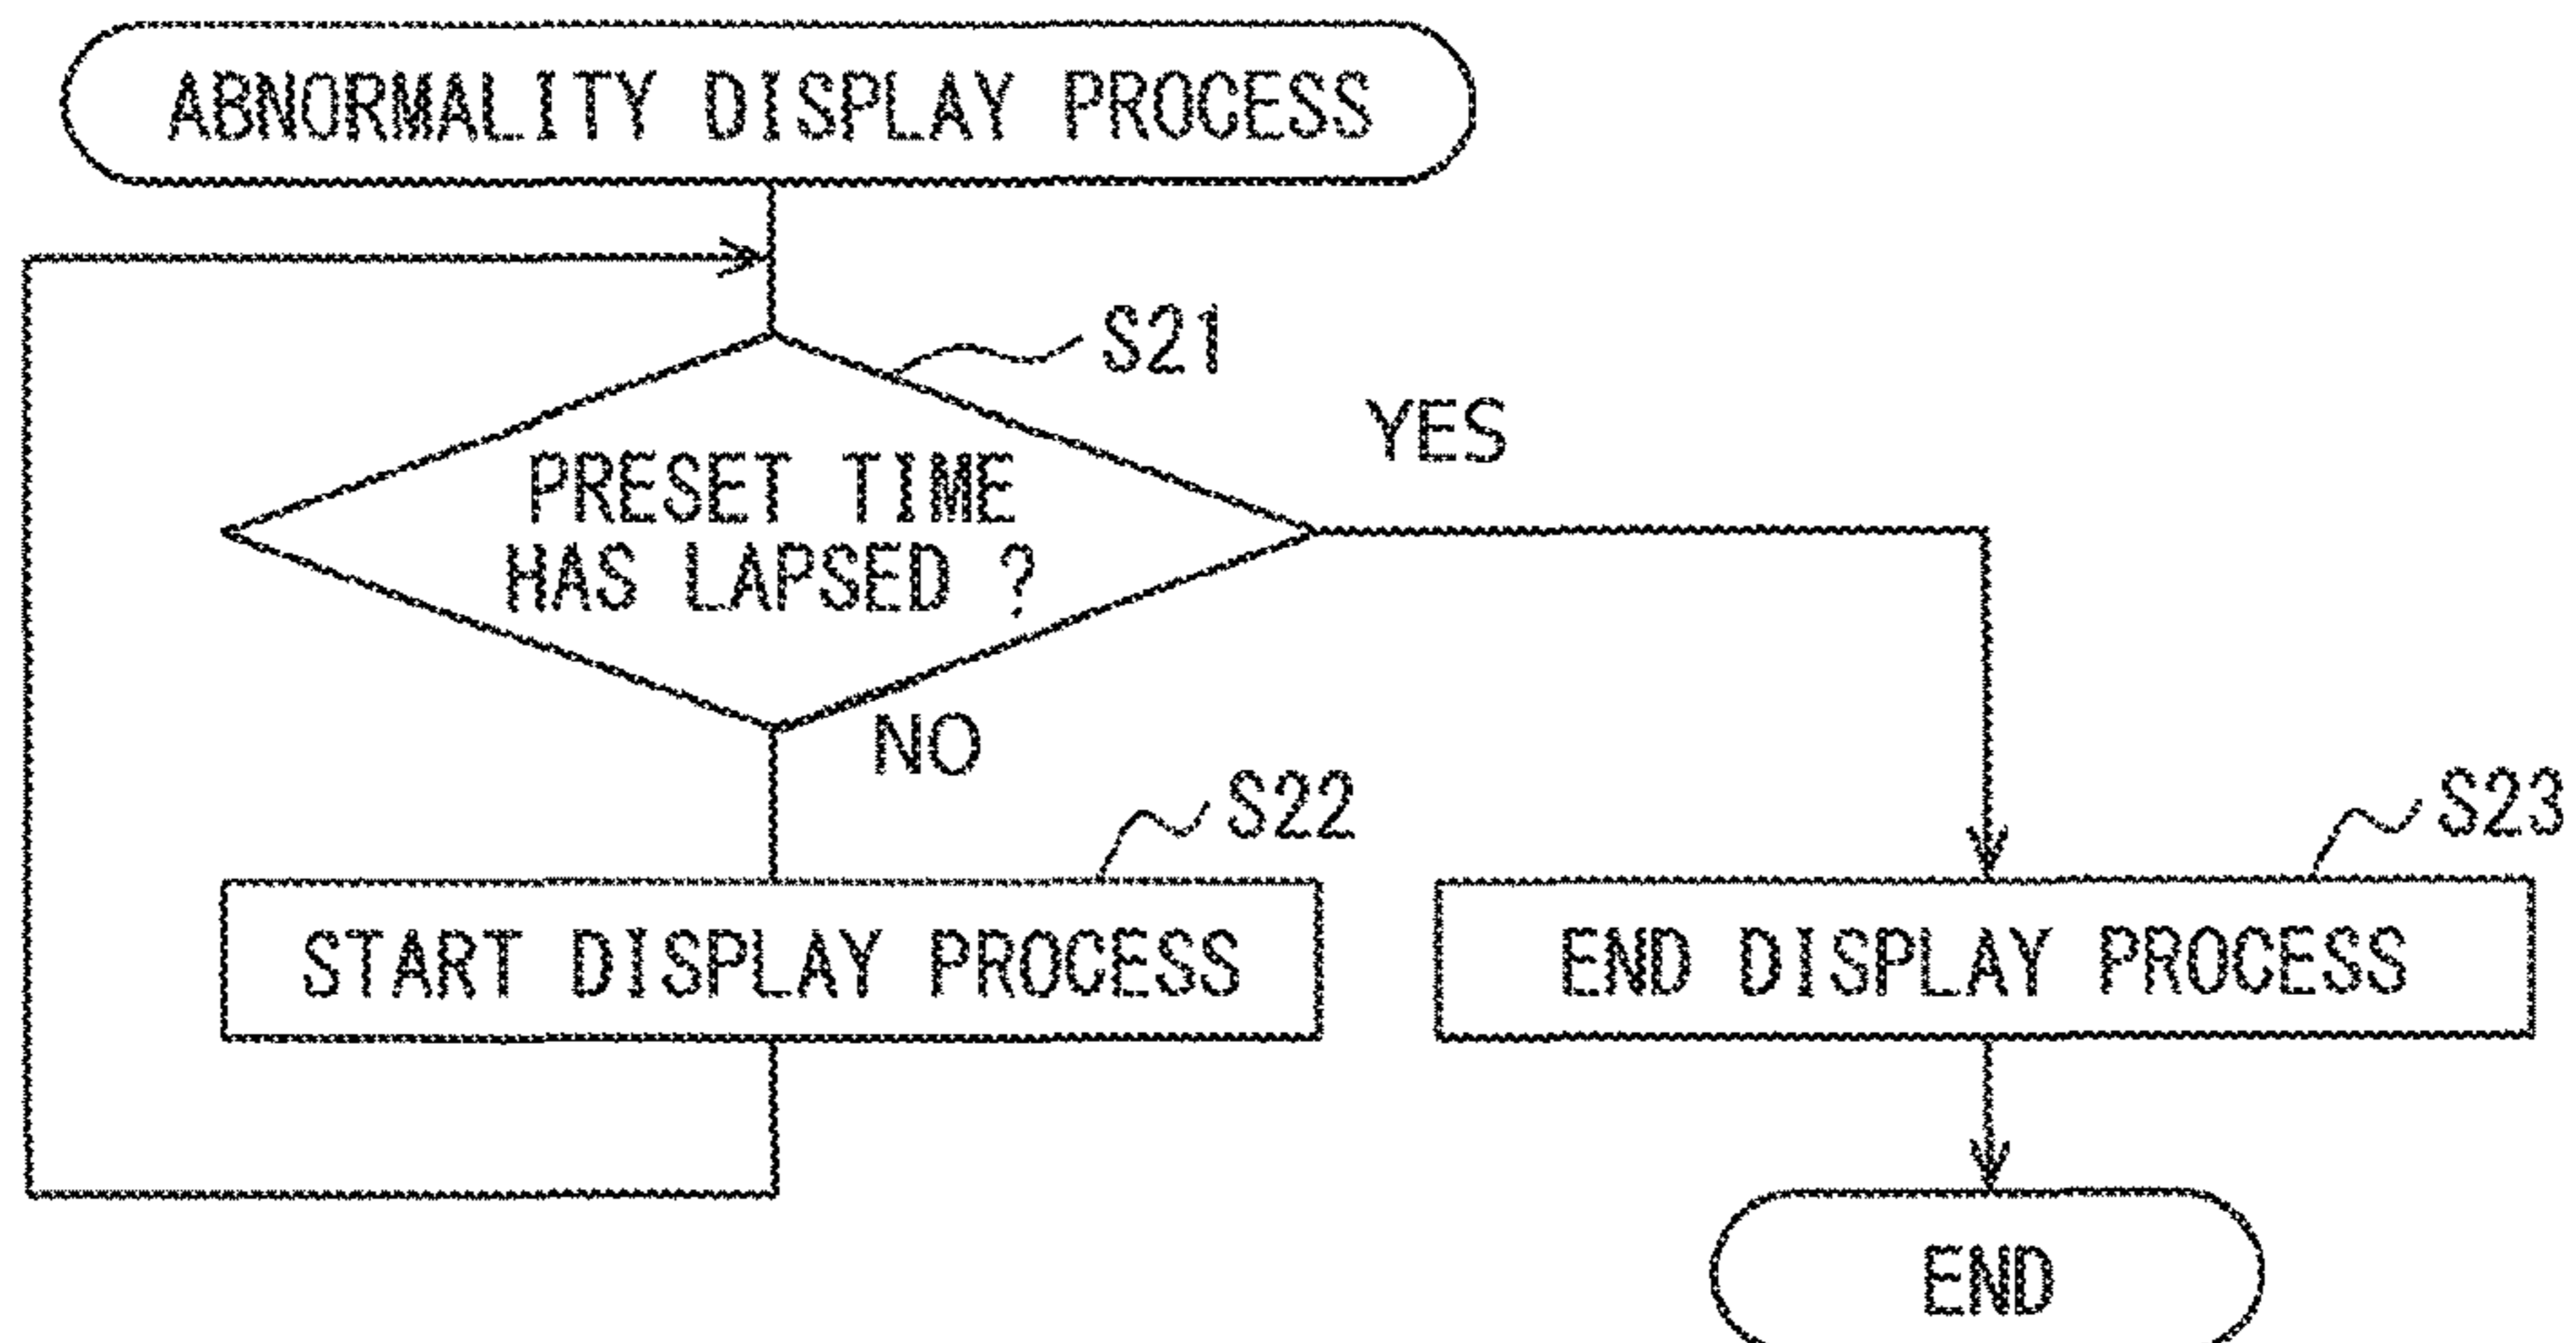 ABNORMALITY DISPLAY PROCESS
S21
YES
PRESET TIME
HAS LAPSED ?
NO
S22
S23
START DISPLAY PROCESS
END DISPLAY PROCESS
END